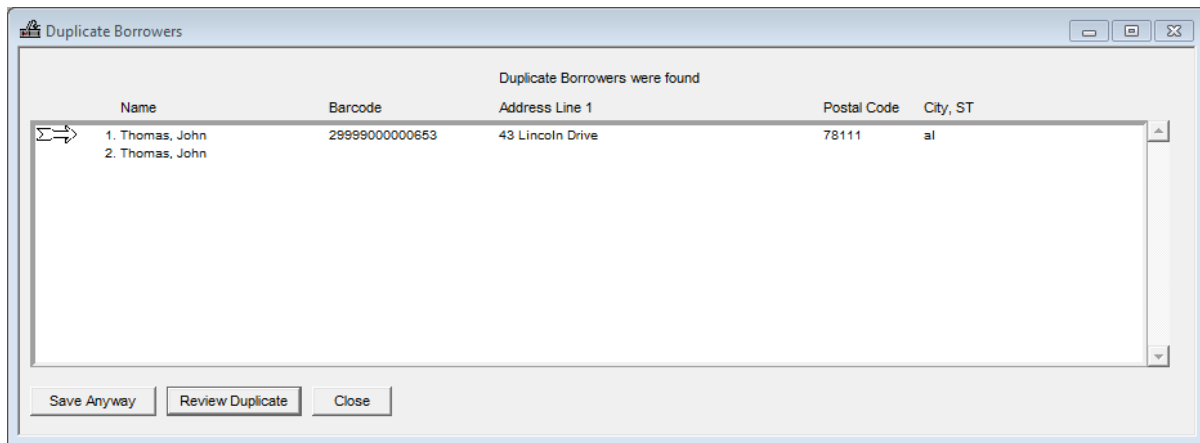 Duplicate Borrowers
Duplicate Borrowers were found
Name Barcode Address Line 1 Postal Code City, ST
1. Thomas, John 29999000000653 43 Lincoln Drive 78111 al
2. Thomas, John
Save Anyway Review Duplicate Close